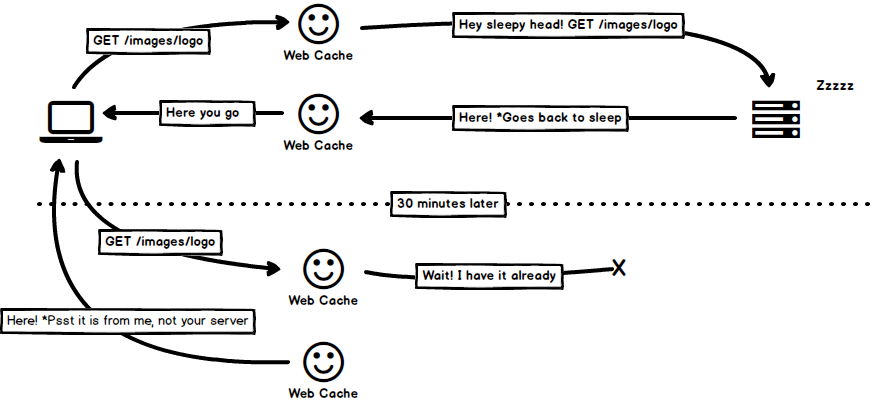 Hey sleepy head! GET /images/logo
GET /images/logo
Web Cache
Zzzzz
Here you go
Here! *Goes back to sleep
Web Cache
30 minutes later
GET /images/logo
Wait! I have it already
X
Web Cache
Here! *Psst it is from me, not your server
Web Cache